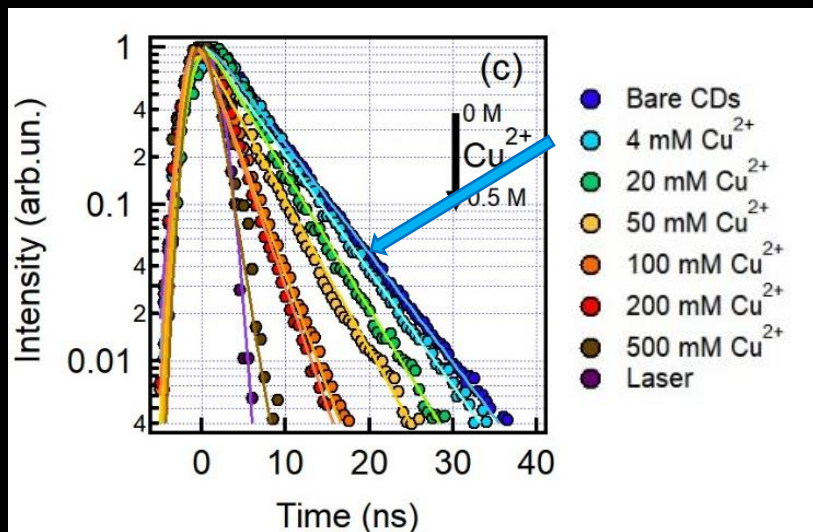 1
4
2
0.1
4
2
0.01
4
Intensity (arb.un.)
(c)
0 M
Cu2+
0.5 M
0 10 20 30 40
Time (ns)
Bare CDs
4 mM Cu2+
20 mM Cu2+
50 mM Cu2+
100 mM Cu2+
200 mM Cu2+
500 mM Cu2+
Laser